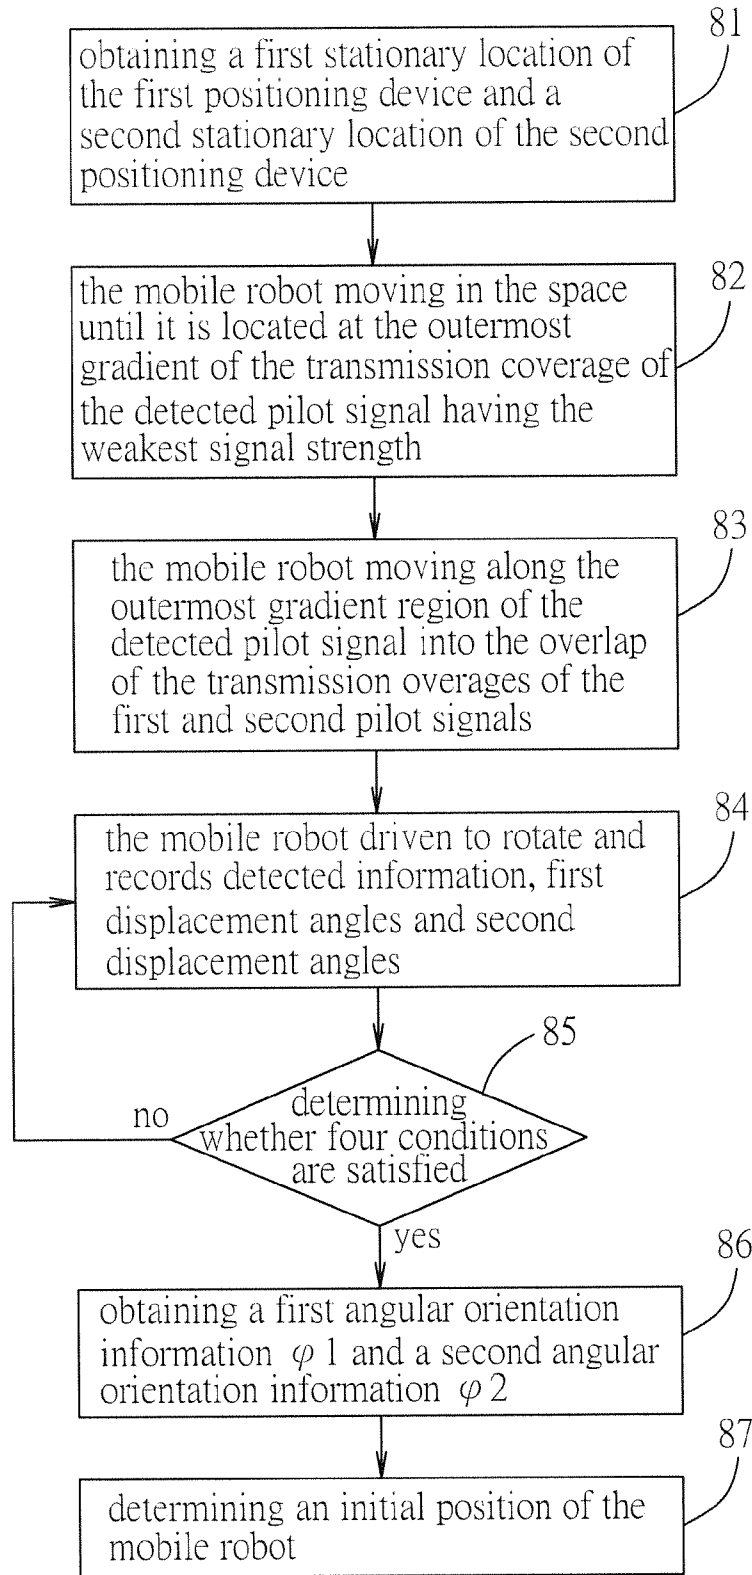 81
obtaining a first stationary location of
the first positioning device and a
second stationary location of the second
positioning device
82
the mobile robot moving in the space
until it is located at the outermost
gradient of the transmission coverage of
the detected pilot signal having the
weakest signal strength
83
the mobile robot moving along the
outermost gradient region of the
detected pilot signal into the overlap
of the transmission overages of the
first and second pilot signals
84
the mobile robot driven to rotate and
records detected information, first
displacement angles and second
displacement angles
85
no
determining
whether four conditions
are satisfied
yes
86
obtaining a first angular orientation
information φ 1 and a second angular
orientation information φ 2
87
determining an initial position of the
mobile robot